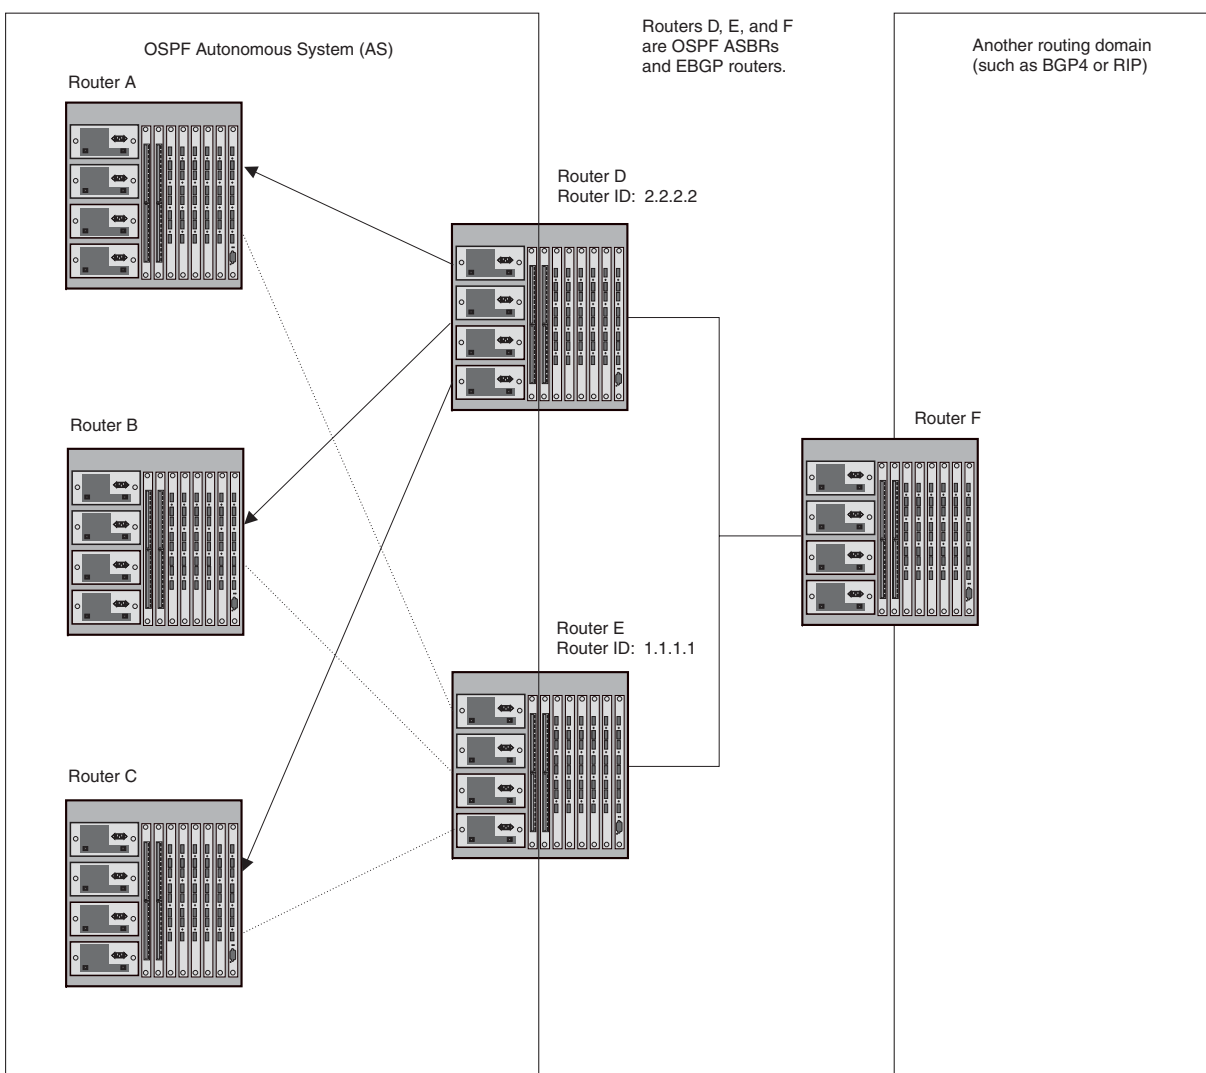 OSPF Autonomous System (AS)
Routers D, E, and F
are OSPF ASBRs
and EBGP routers.
Another routing domain
(such as BGP4 or RIP)
Router A
Router D
Router ID:  2.2.2.2
Router B
Router F
Router E
Router ID:  1.1.1.1
Router C